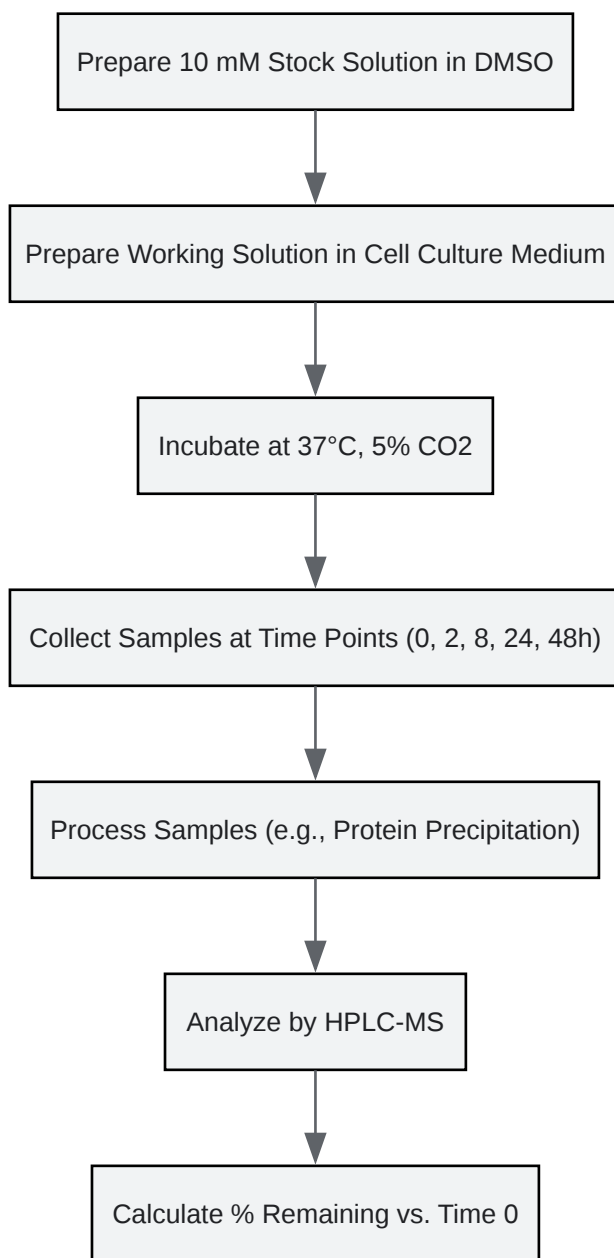 Prepare 10 mM Stock Solution in DMSO
Prepare Working Solution in Cell Culture Medium
Incubate at 37°C, 5% CO2
Collect Samples at Time Points (0, 2, 8, 24, 48h)
Process Samples (e.g., Protein Precipitation)
Analyze by HPLC-MS
Calculate % Remaining vs. Time 0